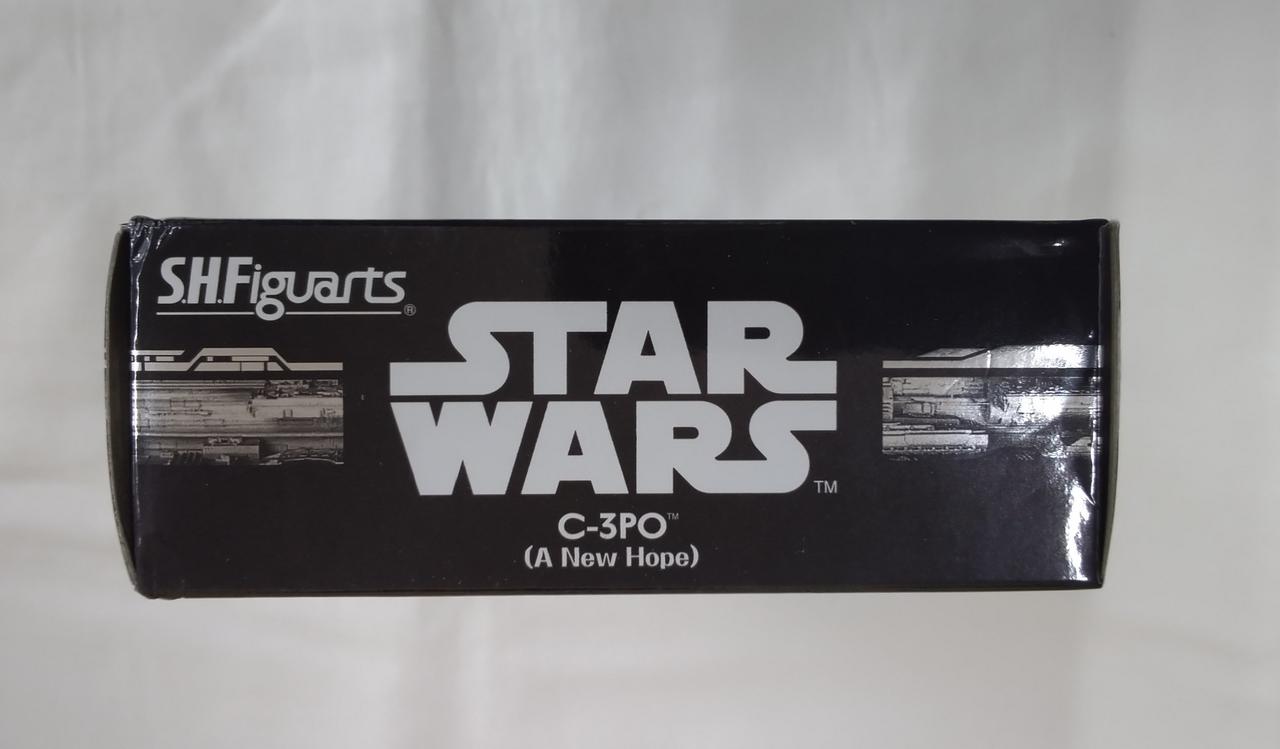 S.H.Figuarts®
STAR
WARS™
C-3PO™
(A New Hope)